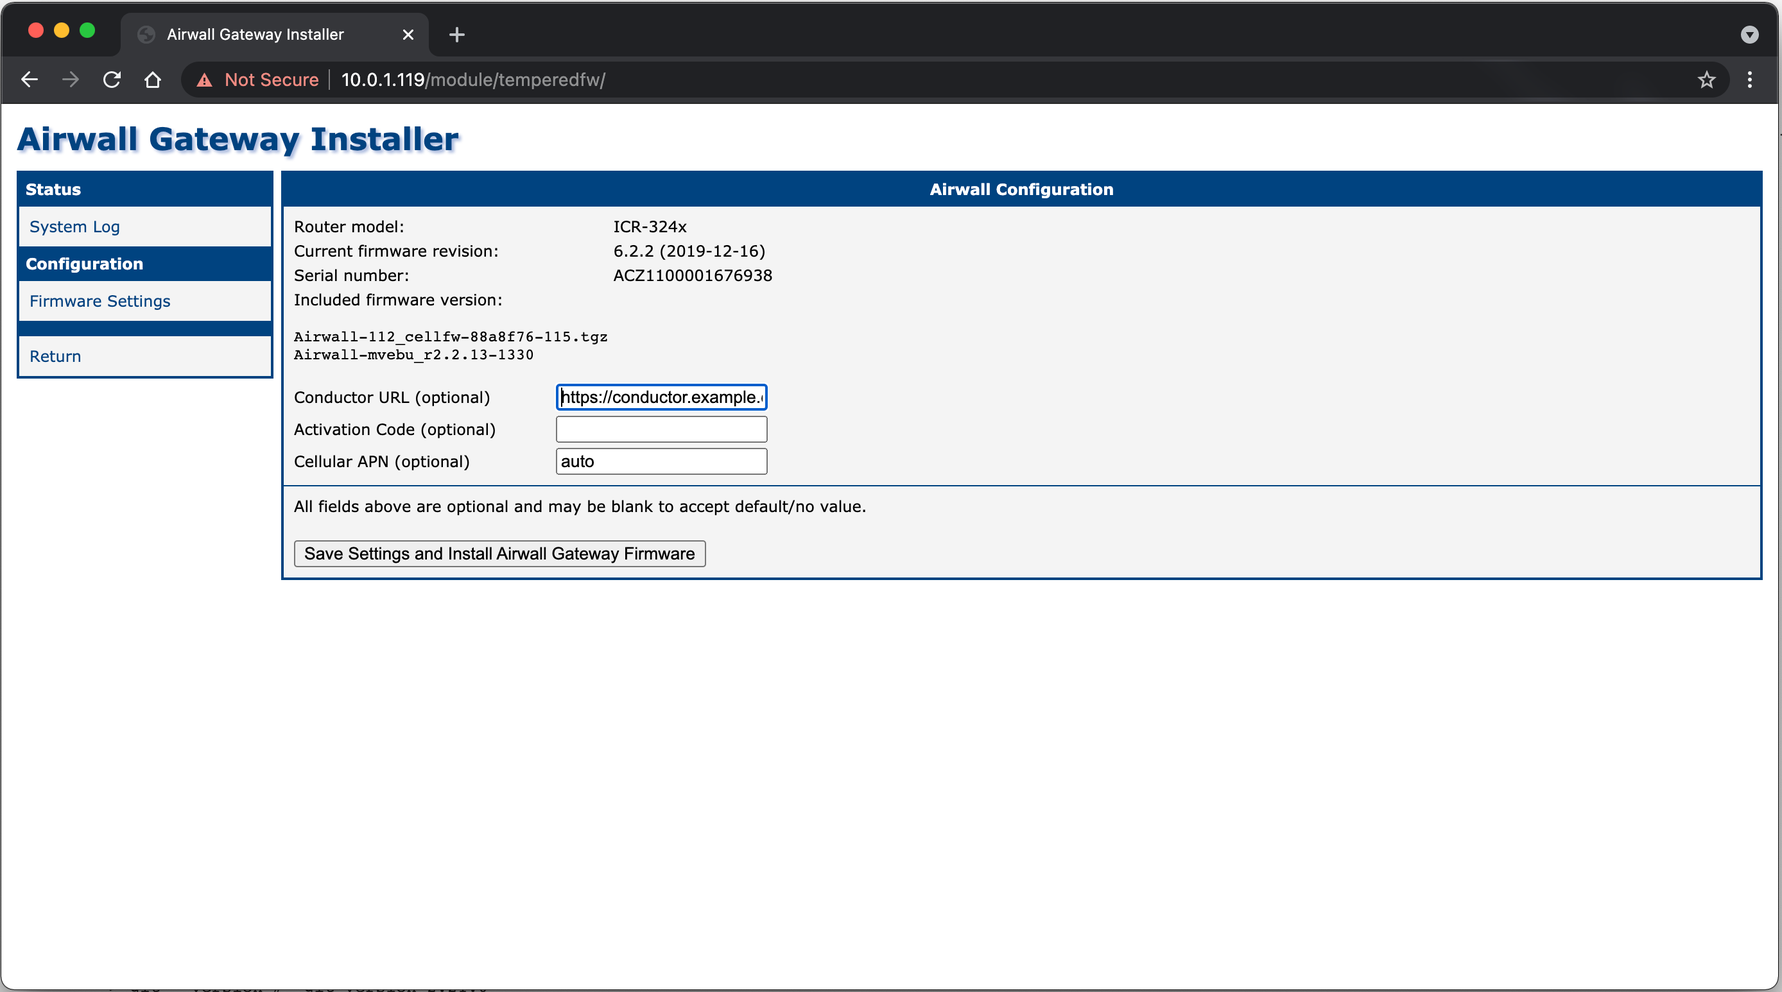 Airwall Gateway Installer
Not Secure | 10.0.1.119/module/temperedfw/
Airwall Gateway Installer
Status
System Log
Configuration
Firmware Settings
Return
Airwall Configuration
Router model: ICR-324x
Current firmware revision: 6.2.2 (2019-12-16)
Serial number: ACZ1100001676938
Included firmware version:
Airwall-112_cellfw-88a8f76-115.tgz
Airwall-mvebu_r2.2.13-1330
Conductor URL (optional) https://conductor.example.
Activation Code (optional)
Cellular APN (optional) auto
All fields above are optional and may be blank to accept default/no value.
Save Settings and Install Airwall Gateway Firmware